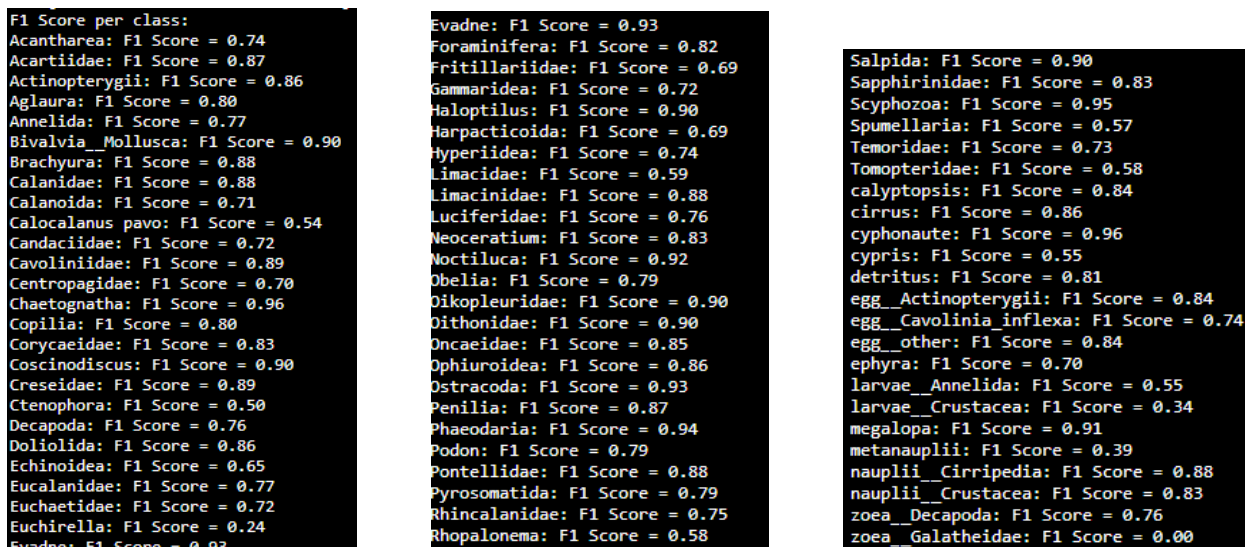 F1 Score per class:
Acantharea: F1 Score = 0.74
Acartiidae: F1 Score = 0.87
Actinopterygii: F1 Score = 0.86
Aglaura: F1 Score = 0.80
Annelida: F1 Score = 0.77
Bivalvia__Mollusca: F1 Score = 0.90
Brachyura: F1 Score = 0.88
Calanidae: F1 Score = 0.88
Calanoida: F1 Score = 0.71
Calocalanus pavo: F1 Score = 0.54
Candaciidae: F1 Score = 0.72
Cavoliniidae: F1 Score = 0.89
Centropagidae: F1 Score = 0.70
Chaetognatha: F1 Score = 0.96
Copilia: F1 Score = 0.80
Corycaeidae: F1 Score = 0.83
Coscinodiscus: F1 Score = 0.90
Creseidae: F1 Score = 0.89
Ctenophora: F1 Score = 0.50
Decapoda: F1 Score = 0.76
Doliolida: F1 Score = 0.86
Echinoidea: F1 Score = 0.65
Eucalanidae: F1 Score = 0.77
Euchaetidae: F1 Score = 0.72
Euchirella: F1 Score = 0.24
Evadne: F1 Score = 0.93
Evadne: F1 Score = 0.93
Foraminifera: F1 Score = 0.82
Fritillariidae: F1 Score = 0.69
Gammaridea: F1 Score = 0.72
Haloptilus: F1 Score = 0.90
Harpacticoida: F1 Score = 0.69
Hyperiidea: F1 Score = 0.74
Limacidae: F1 Score = 0.59
Limacinidae: F1 Score = 0.88
Luciferidae: F1 Score = 0.76
Neoceratium: F1 Score = 0.83
Noctiluca: F1 Score = 0.92
Obelia: F1 Score = 0.79
Oikopleuridae: F1 Score = 0.90
Oithonidae: F1 Score = 0.90
Oncaeidae: F1 Score = 0.85
Ophiuroidea: F1 Score = 0.86
Ostracoda: F1 Score = 0.93
Penilia: F1 Score = 0.87
Phaeodaria: F1 Score = 0.94
Podon: F1 Score = 0.79
Pontellidae: F1 Score = 0.88
Pyrosomatida: F1 Score = 0.79
Rhincalanidae: F1 Score = 0.75
Rhopalonema: F1 Score = 0.58
Salpida: F1 Score = 0.90
Sapphirinidae: F1 Score = 0.83
Scyphozoa: F1 Score = 0.95
Spumellaria: F1 Score = 0.57
Temoridae: F1 Score = 0.73
Tomopteridae: F1 Score = 0.58
calyptopsis: F1 Score = 0.84
cirrus: F1 Score = 0.86
cyphonaute: F1 Score = 0.96
cypris: F1 Score = 0.55
detritus: F1 Score = 0.81
egg__Actinopterygii: F1 Score = 0.84
egg__Cavolinia_inflexa: F1 Score = 0.74
egg__other: F1 Score = 0.84
ephyra: F1 Score = 0.70
larvae__Annelida: F1 Score = 0.55
larvae__Crustacea: F1 Score = 0.34
megalopa: F1 Score = 0.91
metanauplii: F1 Score = 0.39
nauplii__Cirripedia: F1 Score = 0.88
nauplii__Crustacea: F1 Score = 0.83
zoea__Decapoda: F1 Score = 0.76
zoea__Galatheidae: F1 Score = 0.00